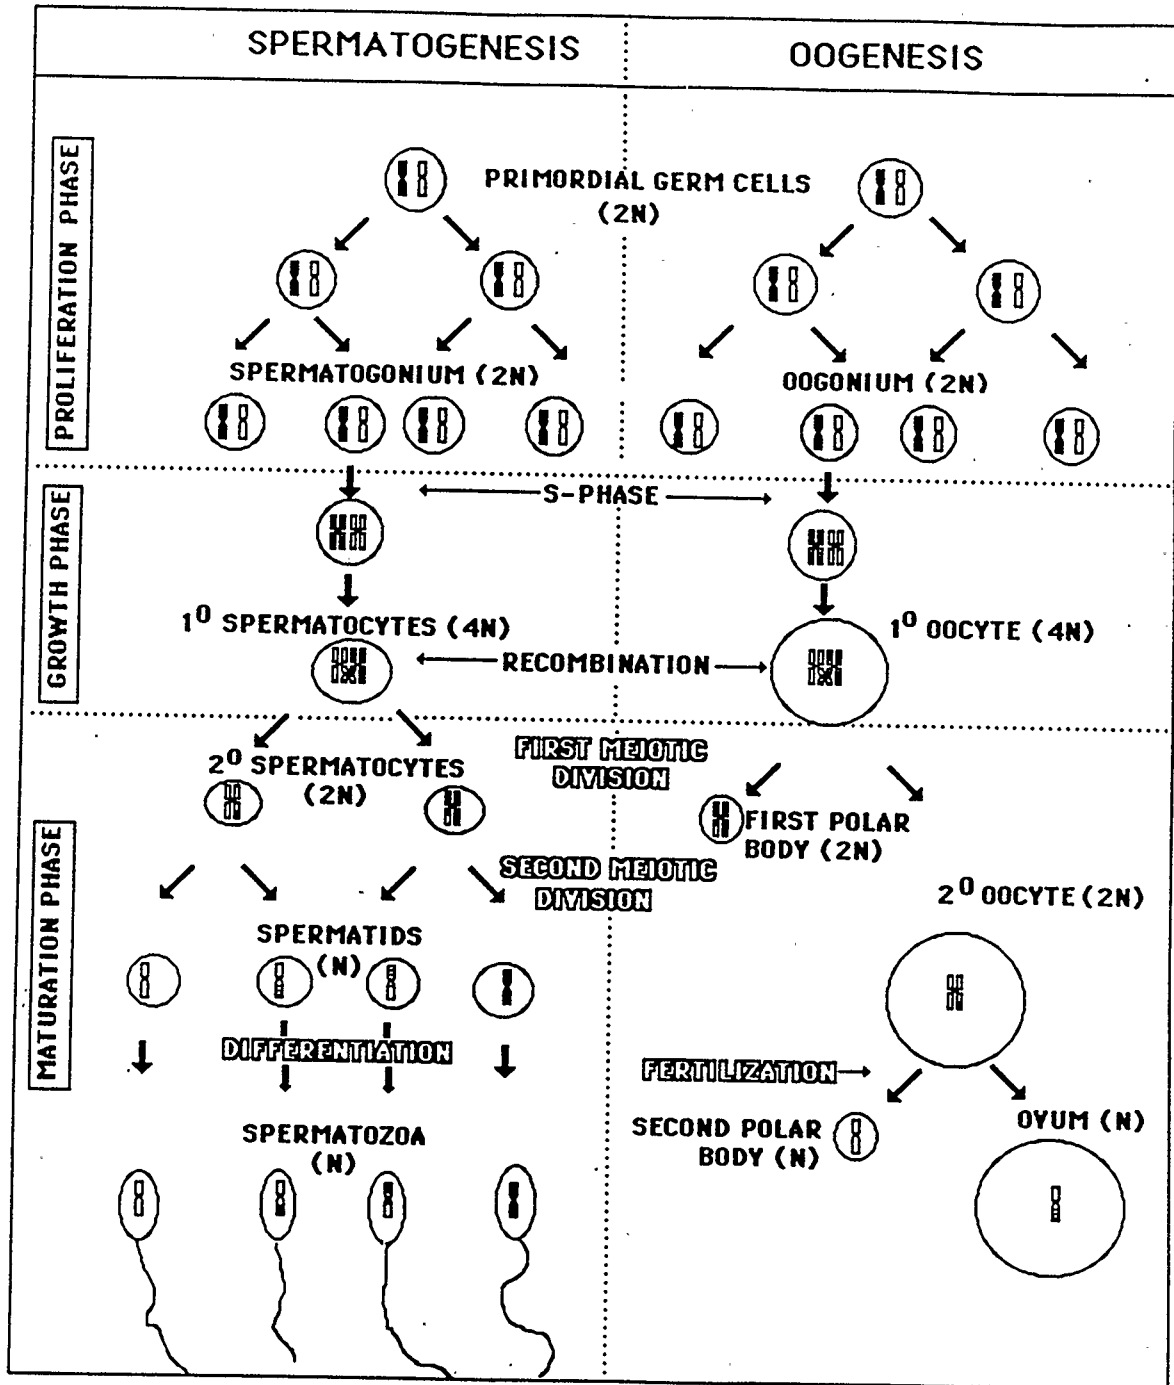 SPERMATOGENESIS
OOGENESIS
PROLIFERATION PHASE
PRIMORDIAL GERM CELLS
(2N)
SPERMATOGONIUM (2N)
OOGONIUM (2N)
GROWTH PHASE
S-PHASE
1⁰ SPERMATOCYTES (4N)
1⁰ OOCYTE (4N)
RECOMBINATION
MATURATION PHASE
FIRST MEIOTIC
DIVISION
2⁰ SPERMATOCYTES
(2N)
FIRST POLAR
BODY (2N)
SECOND MEIOTIC
DIVISION
2⁰ OOCYTE (2N)
SPERMATIDS
(N)
DIFFERENTIATION
FERTILIZATION
SECOND POLAR
BODY (N)
OVUM (N)
SPERMATOZOA
(N)